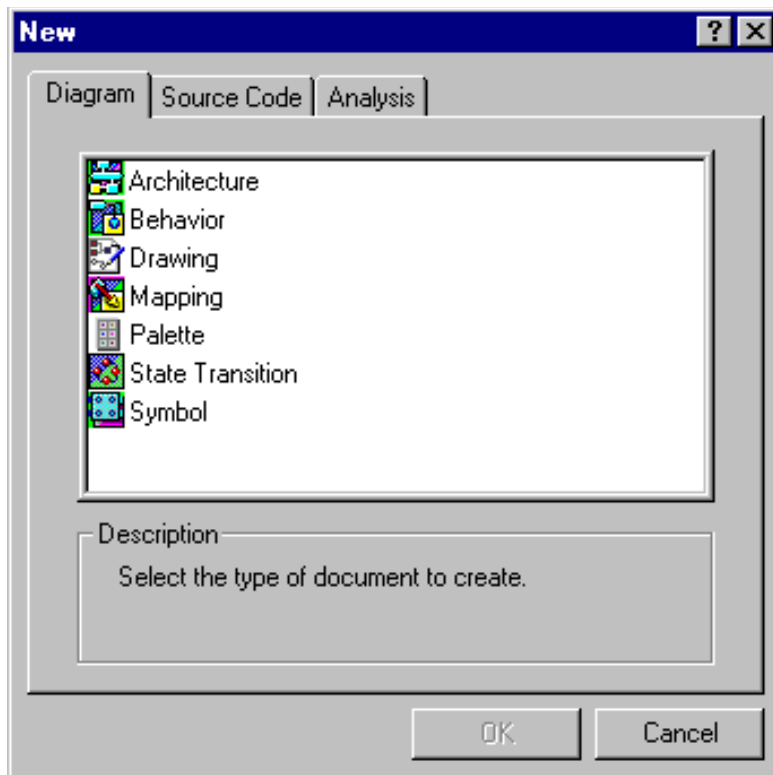 New
Diagram Source Code Analysis
Architecture
Behavior
Drawing
Mapping
Palette
State Transition
Symbol
Description
Select the type of document to create.
OK Cancel